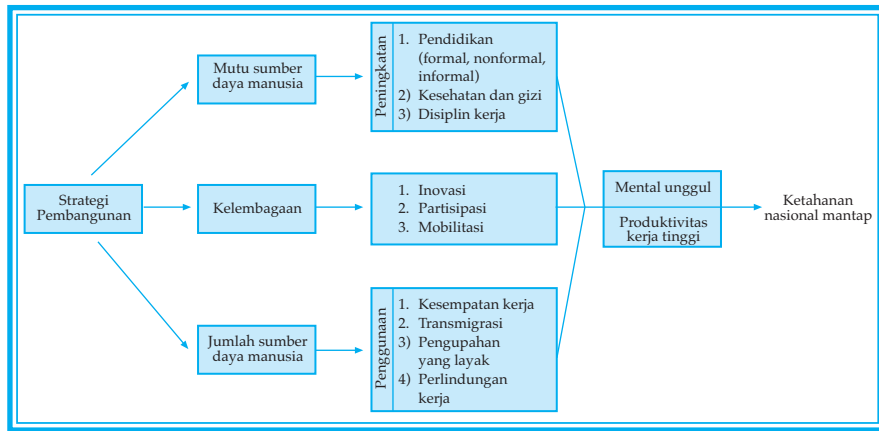 Strategi
Pembangunan
Mutu sumber
daya manusia
Peningkatan
1. Pendidikan
(formal, nonformal,
informal)
2) Kesehatan dan gizi
3) Disiplin kerja
Kelembagaan
1. Inovasi
2. Partisipasi
3. Mobilitasi
Jumlah sumber
daya manusia
Penggunaan
1. Kesempatan kerja
2. Transmigrasi
3) Pengupahan
yang layak
4) Perlindungan
kerja
Mental unggul
Produktivitas
kerja tinggi
Ketahanan
nasional mantap